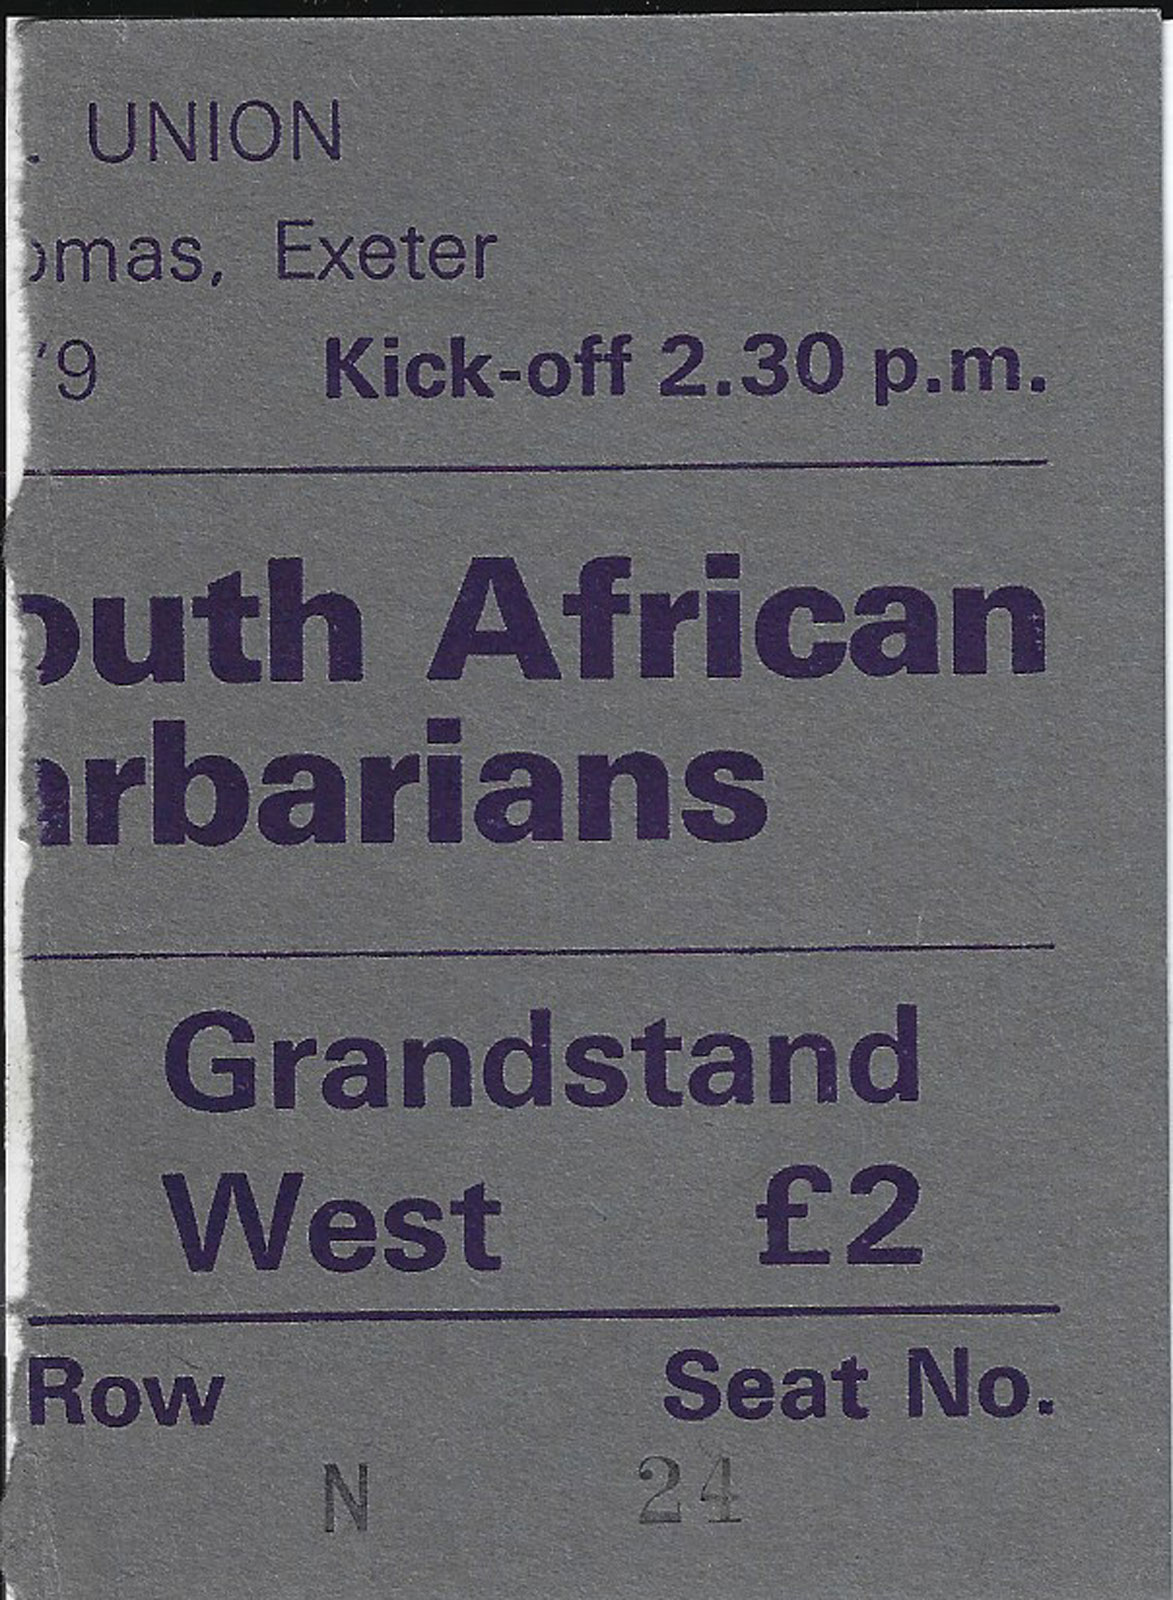 . UNION
omas, Exeter
'9 Kick-off 2.30 p.m.
outh African
arbarians
Grandstand
West £2
Row Seat No.
N 24